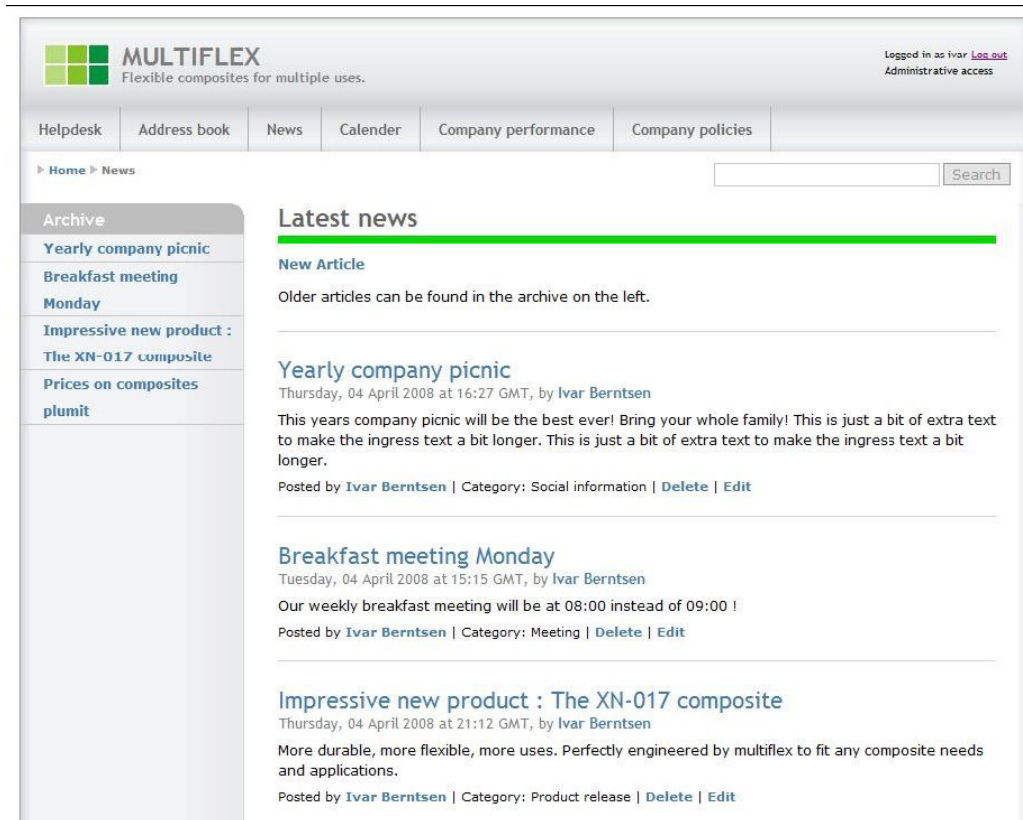 MULTIFLEX
Flexible composites for multiple uses.
Logged in as ivar Log out
Administrative access
Helpdesk Address book News Calender Company performance Company policies
Home News
Search
Archive
Yearly company picnic
Breakfast meeting
Monday
Impressive new product :
The XN-017 composite
Prices on composites
plumit
Latest news
New Article
Older articles can be found in the archive on the left.
Yearly company picnic
Thursday, 04 April 2008 at 16:27 GMT, by Ivar Berntsen
This years company picnic will be the best ever! Bring your whole family! This is just a bit of extra text
to make the ingress text a bit longer. This is just a bit of extra text to make the ingress text a bit
longer.
Posted by Ivar Berntsen | Category: Social information | Delete | Edit
Breakfast meeting Monday
Tuesday, 04 April 2008 at 15:15 GMT, by Ivar Berntsen
Our weekly breakfast meeting will be at 08:00 instead of 09:00 !
Posted by Ivar Berntsen | Category: Meeting | Delete | Edit
Impressive new product : The XN-017 composite
Thursday, 04 April 2008 at 21:12 GMT, by Ivar Berntsen
More durable, more flexible, more uses. Perfectly engineered by multiflex to fit any composite needs
and applications.
Posted by Ivar Berntsen | Category: Product release | Delete | Edit